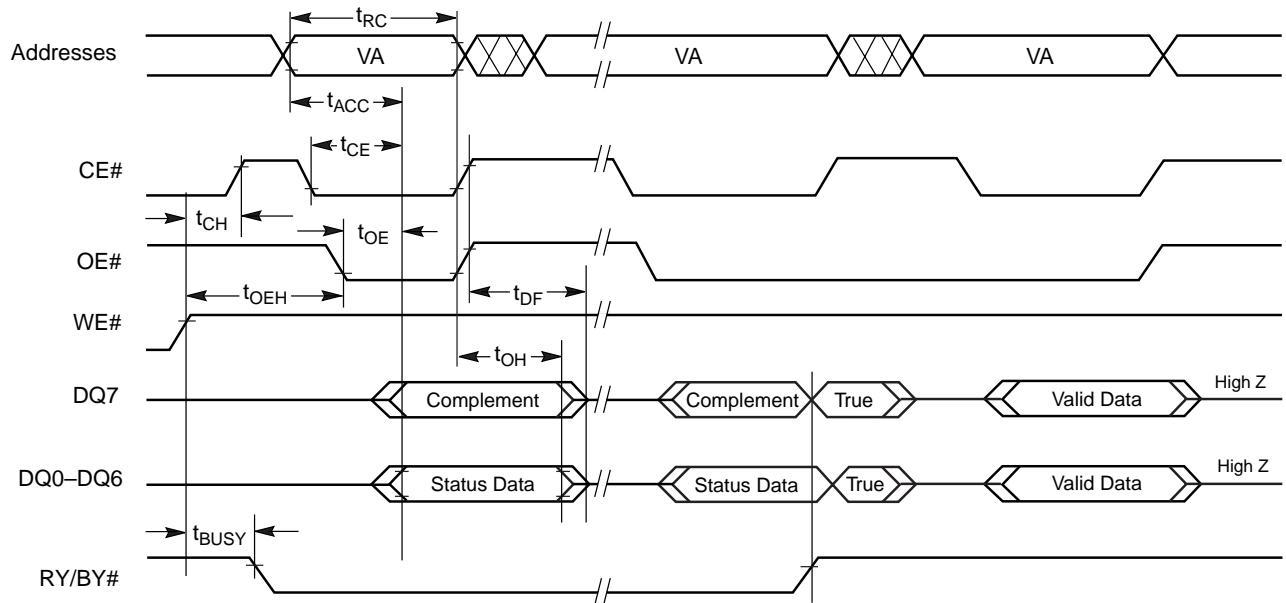 tRC
Addresses VA VA VA
tACC
tCE
CE#
tCH
tOE
OE#
tOEH tDF
WE#
tOH
DQ7 Complement Complement True Valid Data High Z
DQ0–DQ6 Status Data Status Data True Valid Data High Z
tBUSY
RY/BY#